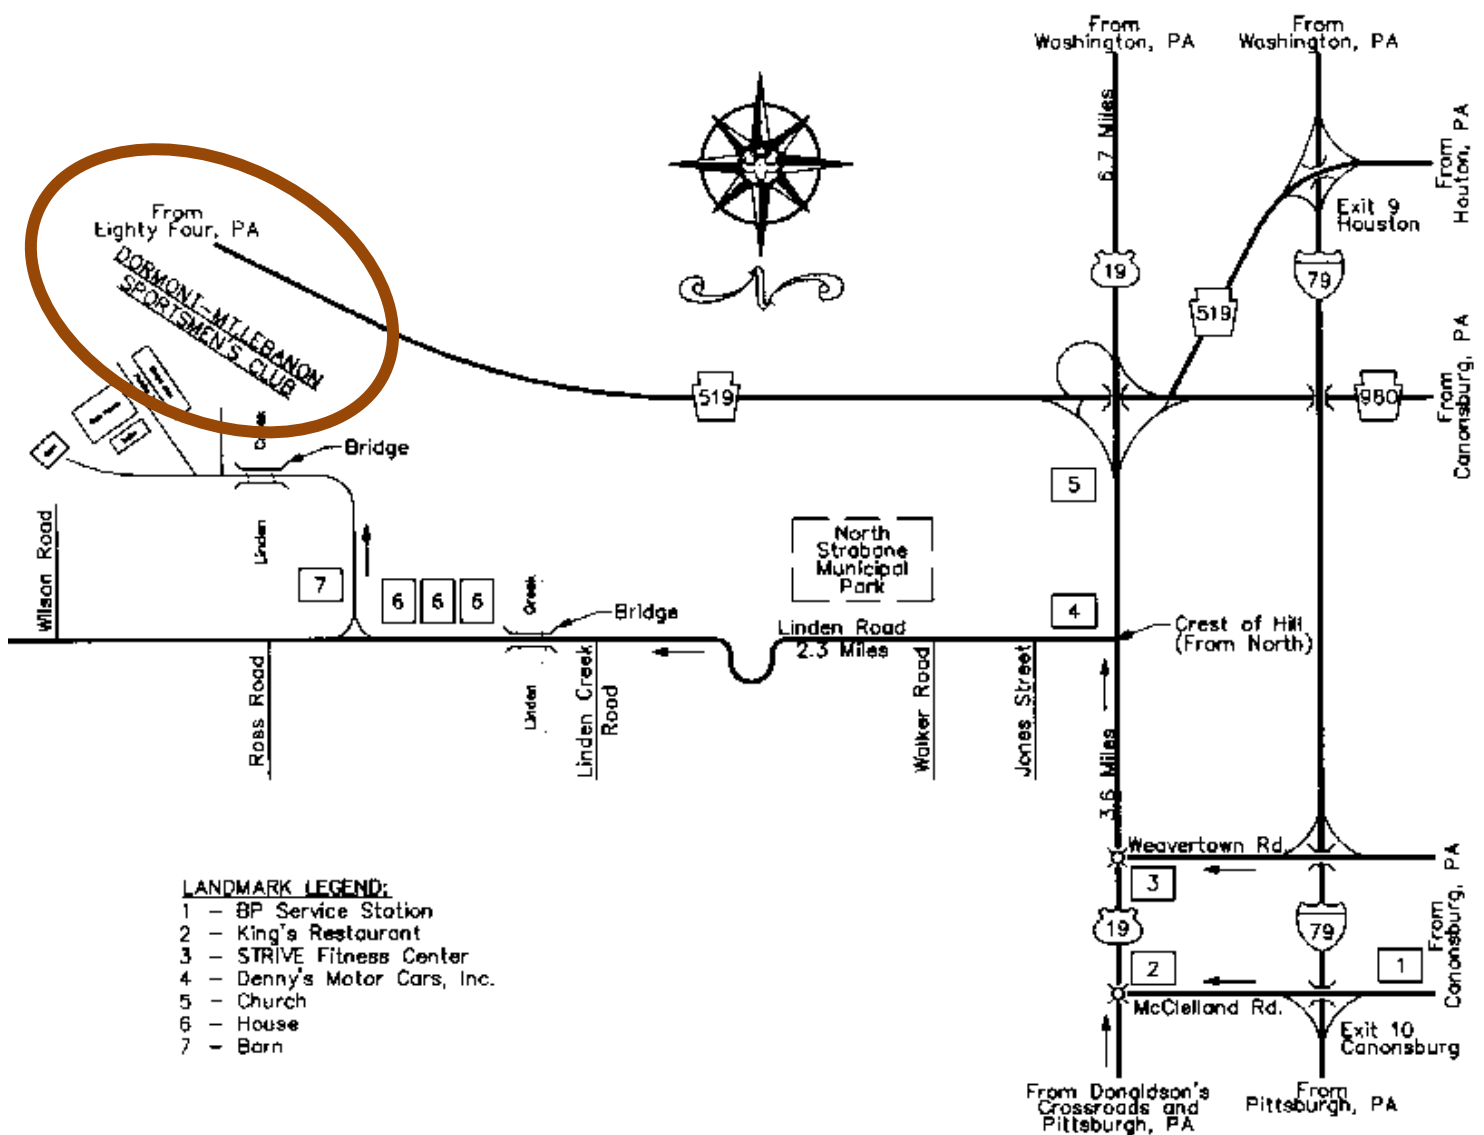 From
Washington, PA
From
Washington, PA
6.7 Miles
From
Houton, PA
Exit 9
Houston
From
Eighty Four, PA
DORMONT-MT.LEBANON
SPORTSMEN'S CLUB
19
79
519
519
980
From
Canonsburg, PA
Bridge
Linden
Wilson Road
5
North
Strabane
Municipal
Park
7
6
6
6
Creek
Bridge
4
Linden Road
2.3 Miles
Crest of Hill
(From North)
Ross Road
Linden
Linden Creek
Road
Walker Road
Jones Street
3.6 Miles
Weavertown Rd.
3
From
Canonsburg, PA
19
79
2
1
McClelland Rd.
Exit 10
Canonsburg
From Donaldson's
Crossroads and
Pittsburgh, PA
From
Pittsburgh, PA
LANDMARK LEGEND:
1 - BP Service Station
2 - King's Restaurant
3 - STRIVE Fitness Center
4 - Denny's Motor Cars, Inc.
5 - Church
6 - House
7 - Barn